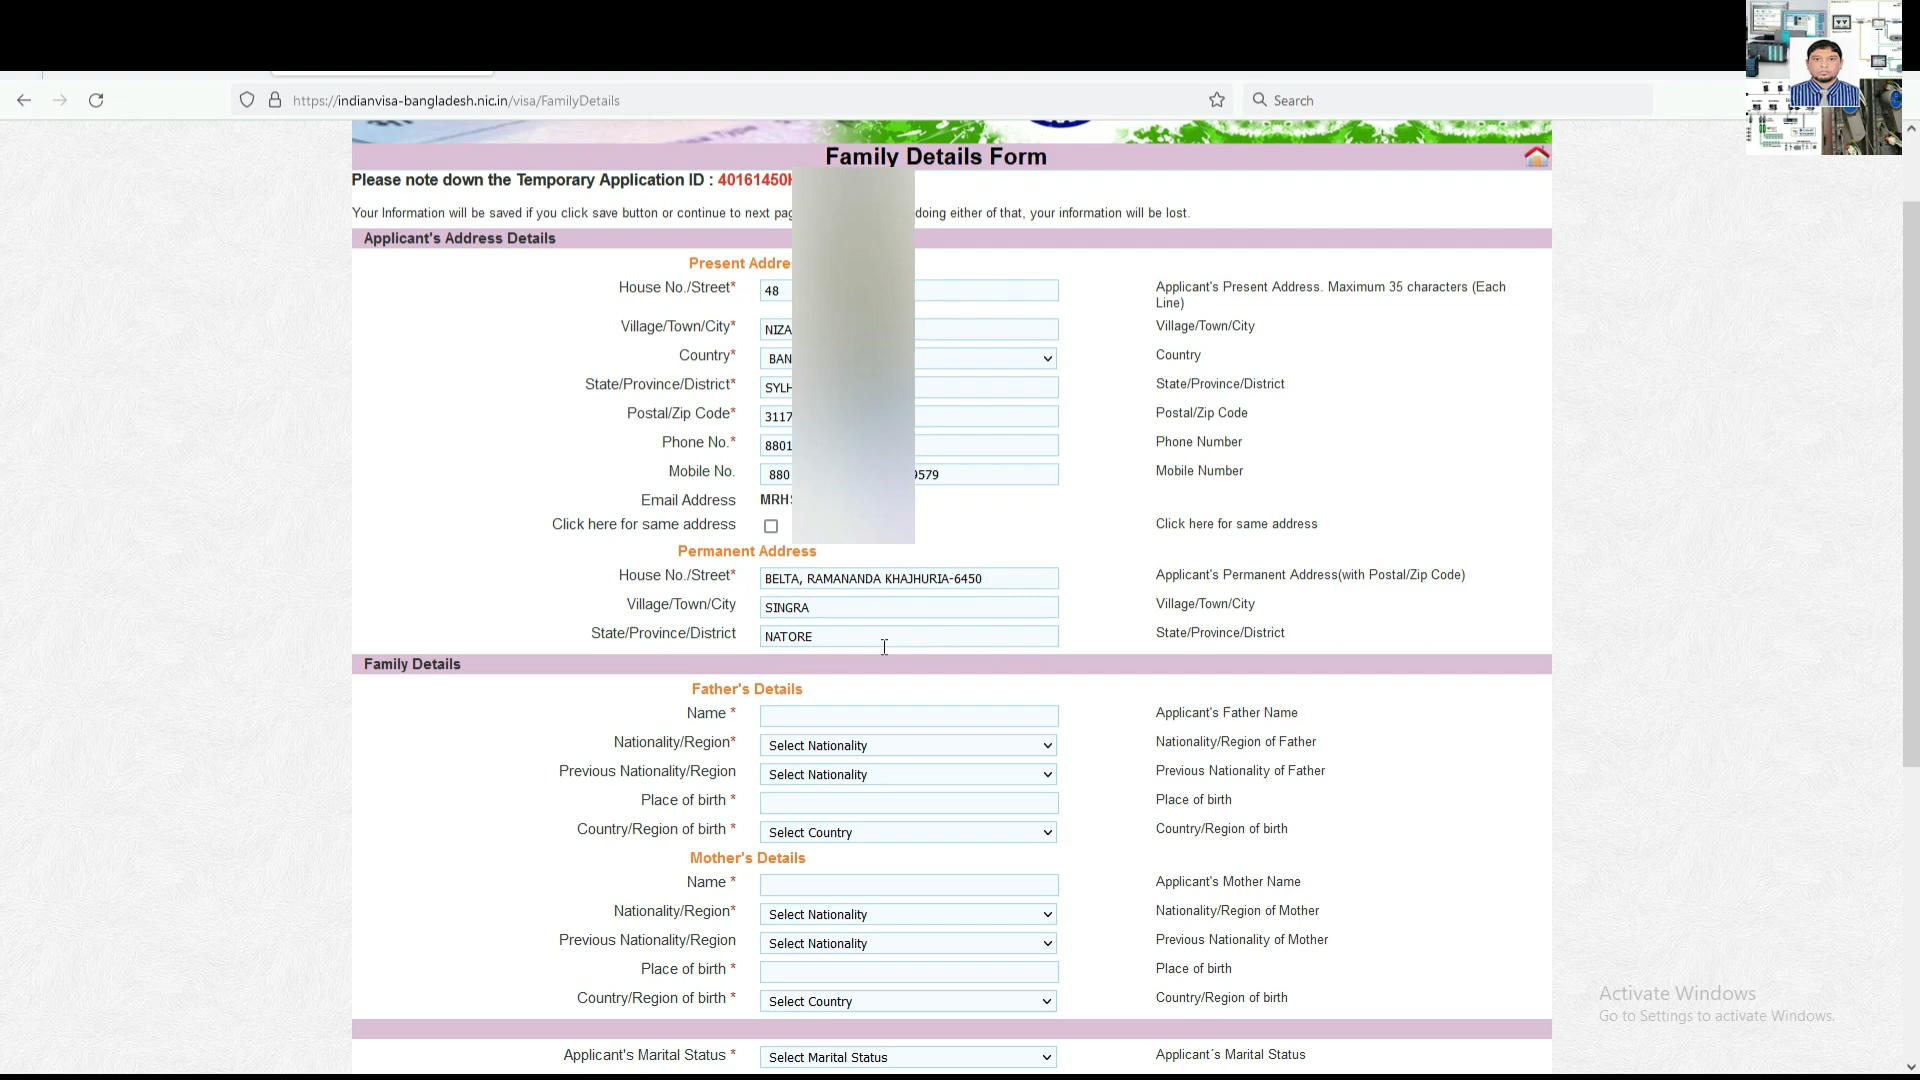 https://indianvisa-bangladesh.nic.in/visa/FamilyDetails
Search
Family Details Form
Please note down the Temporary Application ID : 40161450
Your Information will be saved if you click save button or continue to next doing either of that, your information will be lost.
Applicant's Address Details
Present
House No./Street* 48 Applicant's Present Address. Maximum 35 characters (Each
Line)
Village/Town/City* Village/Town/City
Country* Country
State/Province/District* State/Province/District
Postal/Zip Code* 3117 Postal/Zip Code
Phone No.* 8801 Phone Number
Mobile No. 880 9579 Mobile Number
Email Address
Click here for same address Click here for same address
Permanent Address
House No./Street* BELTA, RAMANANDA KHAJHURIA-6450 Applicant's Permanent Address(with Postal/Zip Code)
Village/Town/City SINGRA Village/Town/City
State/Province/District NATORE State/Province/District
Family Details
Father's Details
Name * Applicant's Father Name
Nationality/Region* Select Nationality Nationality/Region of Father
Previous Nationality/Region Select Nationality Previous Nationality of Father
Place of birth * Place of birth
Country/Region of birth * Select Country Country/Region of birth
Mother's Details
Name * Applicant's Mother Name
Nationality/Region* Select Nationality Nationality/Region of Mother
Previous Nationality/Region Select Nationality Previous Nationality of Mother
Place of birth * Place of birth
Country/Region of birth * Select Country Country/Region of birth
Applicant's Marital Status * Select Marital Status Applicant´s Marital Status
Activate Windows
Go to Settings to activate Windows.